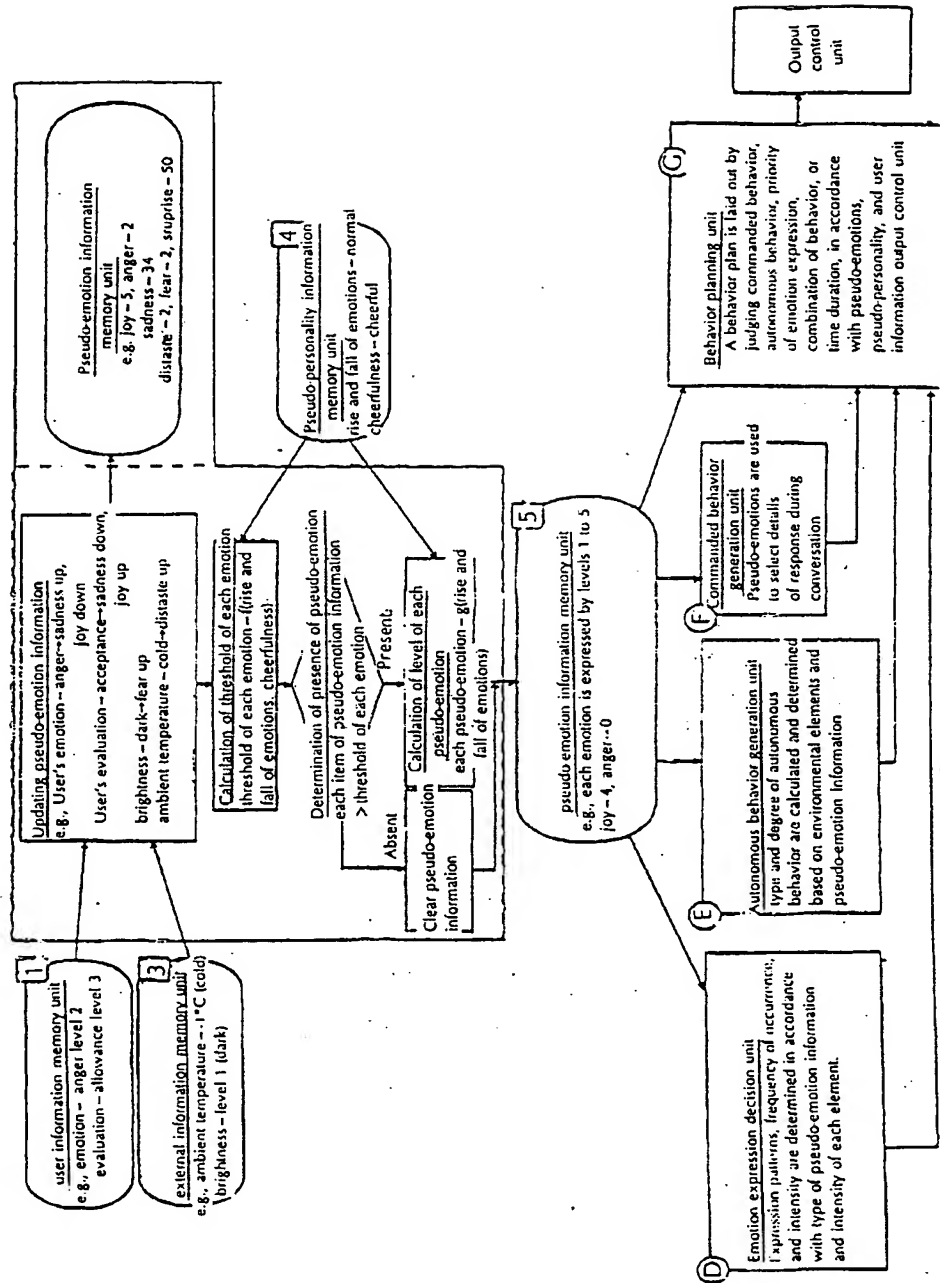 1
user information memory unit
e.g., emotion – anger level 2
evaluation – allowance level 3
3
external information memory unit
e.g., ambient temperature – -1°C (cold)
brightness – level 1 (dark)
Updating pseudo-emotion information
e.g., User's emotion – anger→sadness up,
joy down
User's evaluation – acceptance→sadness down,
joy up
brightness – dark→fear up
ambient temperature – cold→distaste up
Pseudo-emotion information
memory unit
e.g. joy – 5, anger – 2
sadness – 34
distaste – 2, fear – 2, sruprise – 50
Calculation of threshold of each emotion
threshold of each emotion – f(rise and
fall of emotions, cheerfulness)
4
Pseudo-personality information
memory unit
rise and fall of emotions – normal
cheerfulness – cheerful
Determination of presence of pseudo-emotion
each item of pseudo-emotion information
> threshold of each emotion
Present
Absent
Calculation of level of each
pseudo-emotion
each pseudo-emotion – g(rise and
fall of emotions)
Clear pseudo-emotion
information
5
pseudo emotion information memory unit
e.g., each emotion is expressed by levels 1 to 5
joy – 4, anger – 0
D
Emotion expression decision unit
Expression patterns, frequency of occurrence,
and intensity are determined in accordance
with type of pseudo-emotion information
and intensity of each element.
E
Autonomous behavior generation unit
type and degree of autonomous
behavior are calculated and determined
based on environmental elements and
pseudo-emotion information
F
Commanded behavior
generation unit
Pseudo-emotions are used
to select details
of response during
conversation
G
Behavior planning unit
A behavior plan is laid out by
judging commanded behavior,
autonomous behavior, priority
of emotion expression,
combination of behavior, or
time duration, in accordance
with pseudo-emotions,
pseudo-personality, and user
information output control unit
Output
control
unit